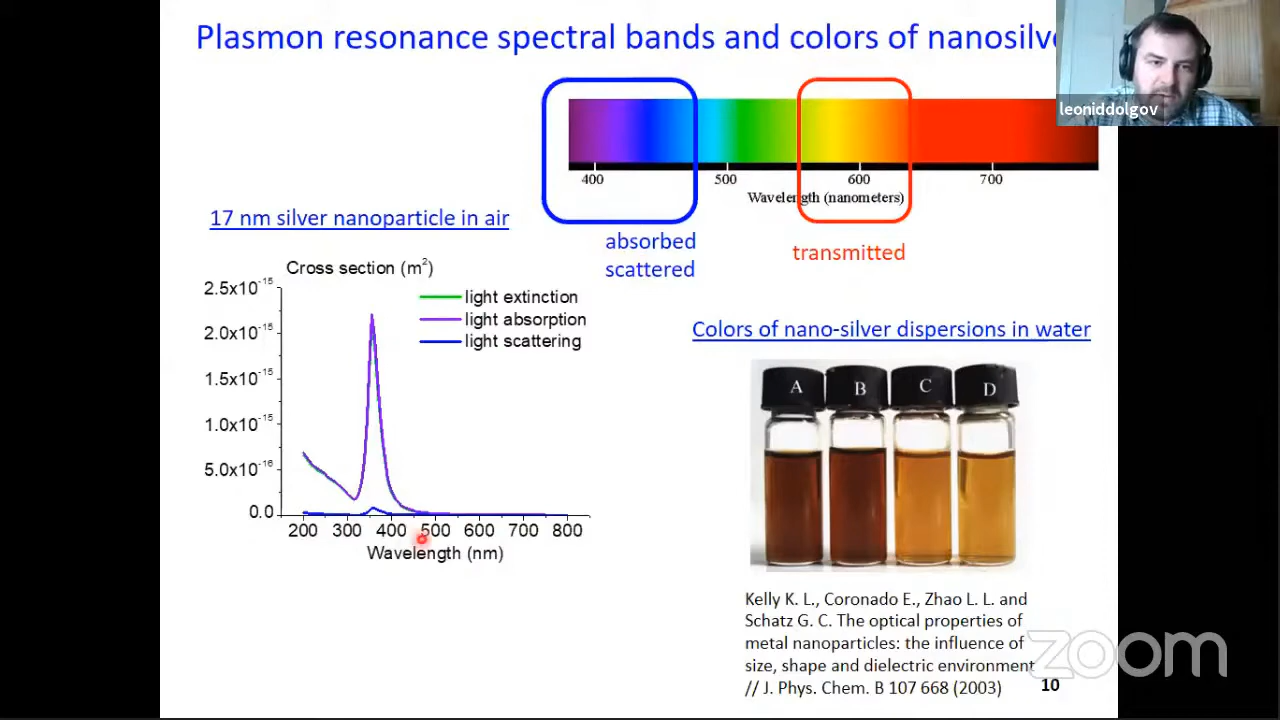 Plasmon resonance spectral bands and colors of nanosilve
leoniddolgov
400 500 600 700
Wavelength (nanometers)
absorbed
scattered
transmitted
17 nm silver nanoparticle in air
Cross section (m²)
2.5x10⁻¹⁵
2.0x10⁻¹⁵
1.5x10⁻¹⁵
1.0x10⁻¹⁵
5.0x10⁻¹⁶
0.0
light extinction
light absorption
light scattering
200 300 400 500 600 700 800
Wavelength (nm)
Colors of nano-silver dispersions in water
A B C D
Kelly K. L., Coronado E., Zhao L. L. and
Schatz G. C. The optical properties of
metal nanoparticles: the influence of
size, shape and dielectric environment
// J. Phys. Chem. B 107 668 (2003)
10
zoom